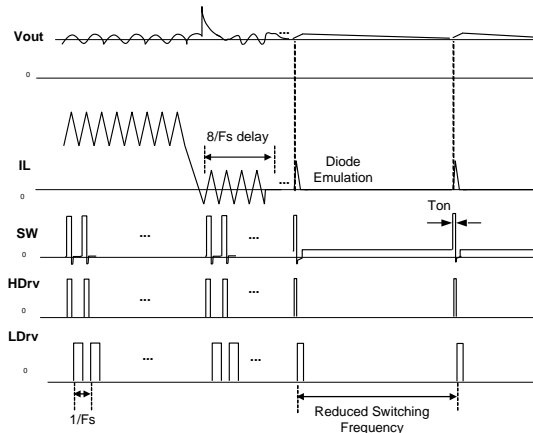 Vout
...
0
8/Fs delay
Diode
Emulation
IL
...
0
Ton
SW
...
...
0
HDrv
...
...
0
LDrv
...
...
0
1/Fs
Reduced Switching
Frequency